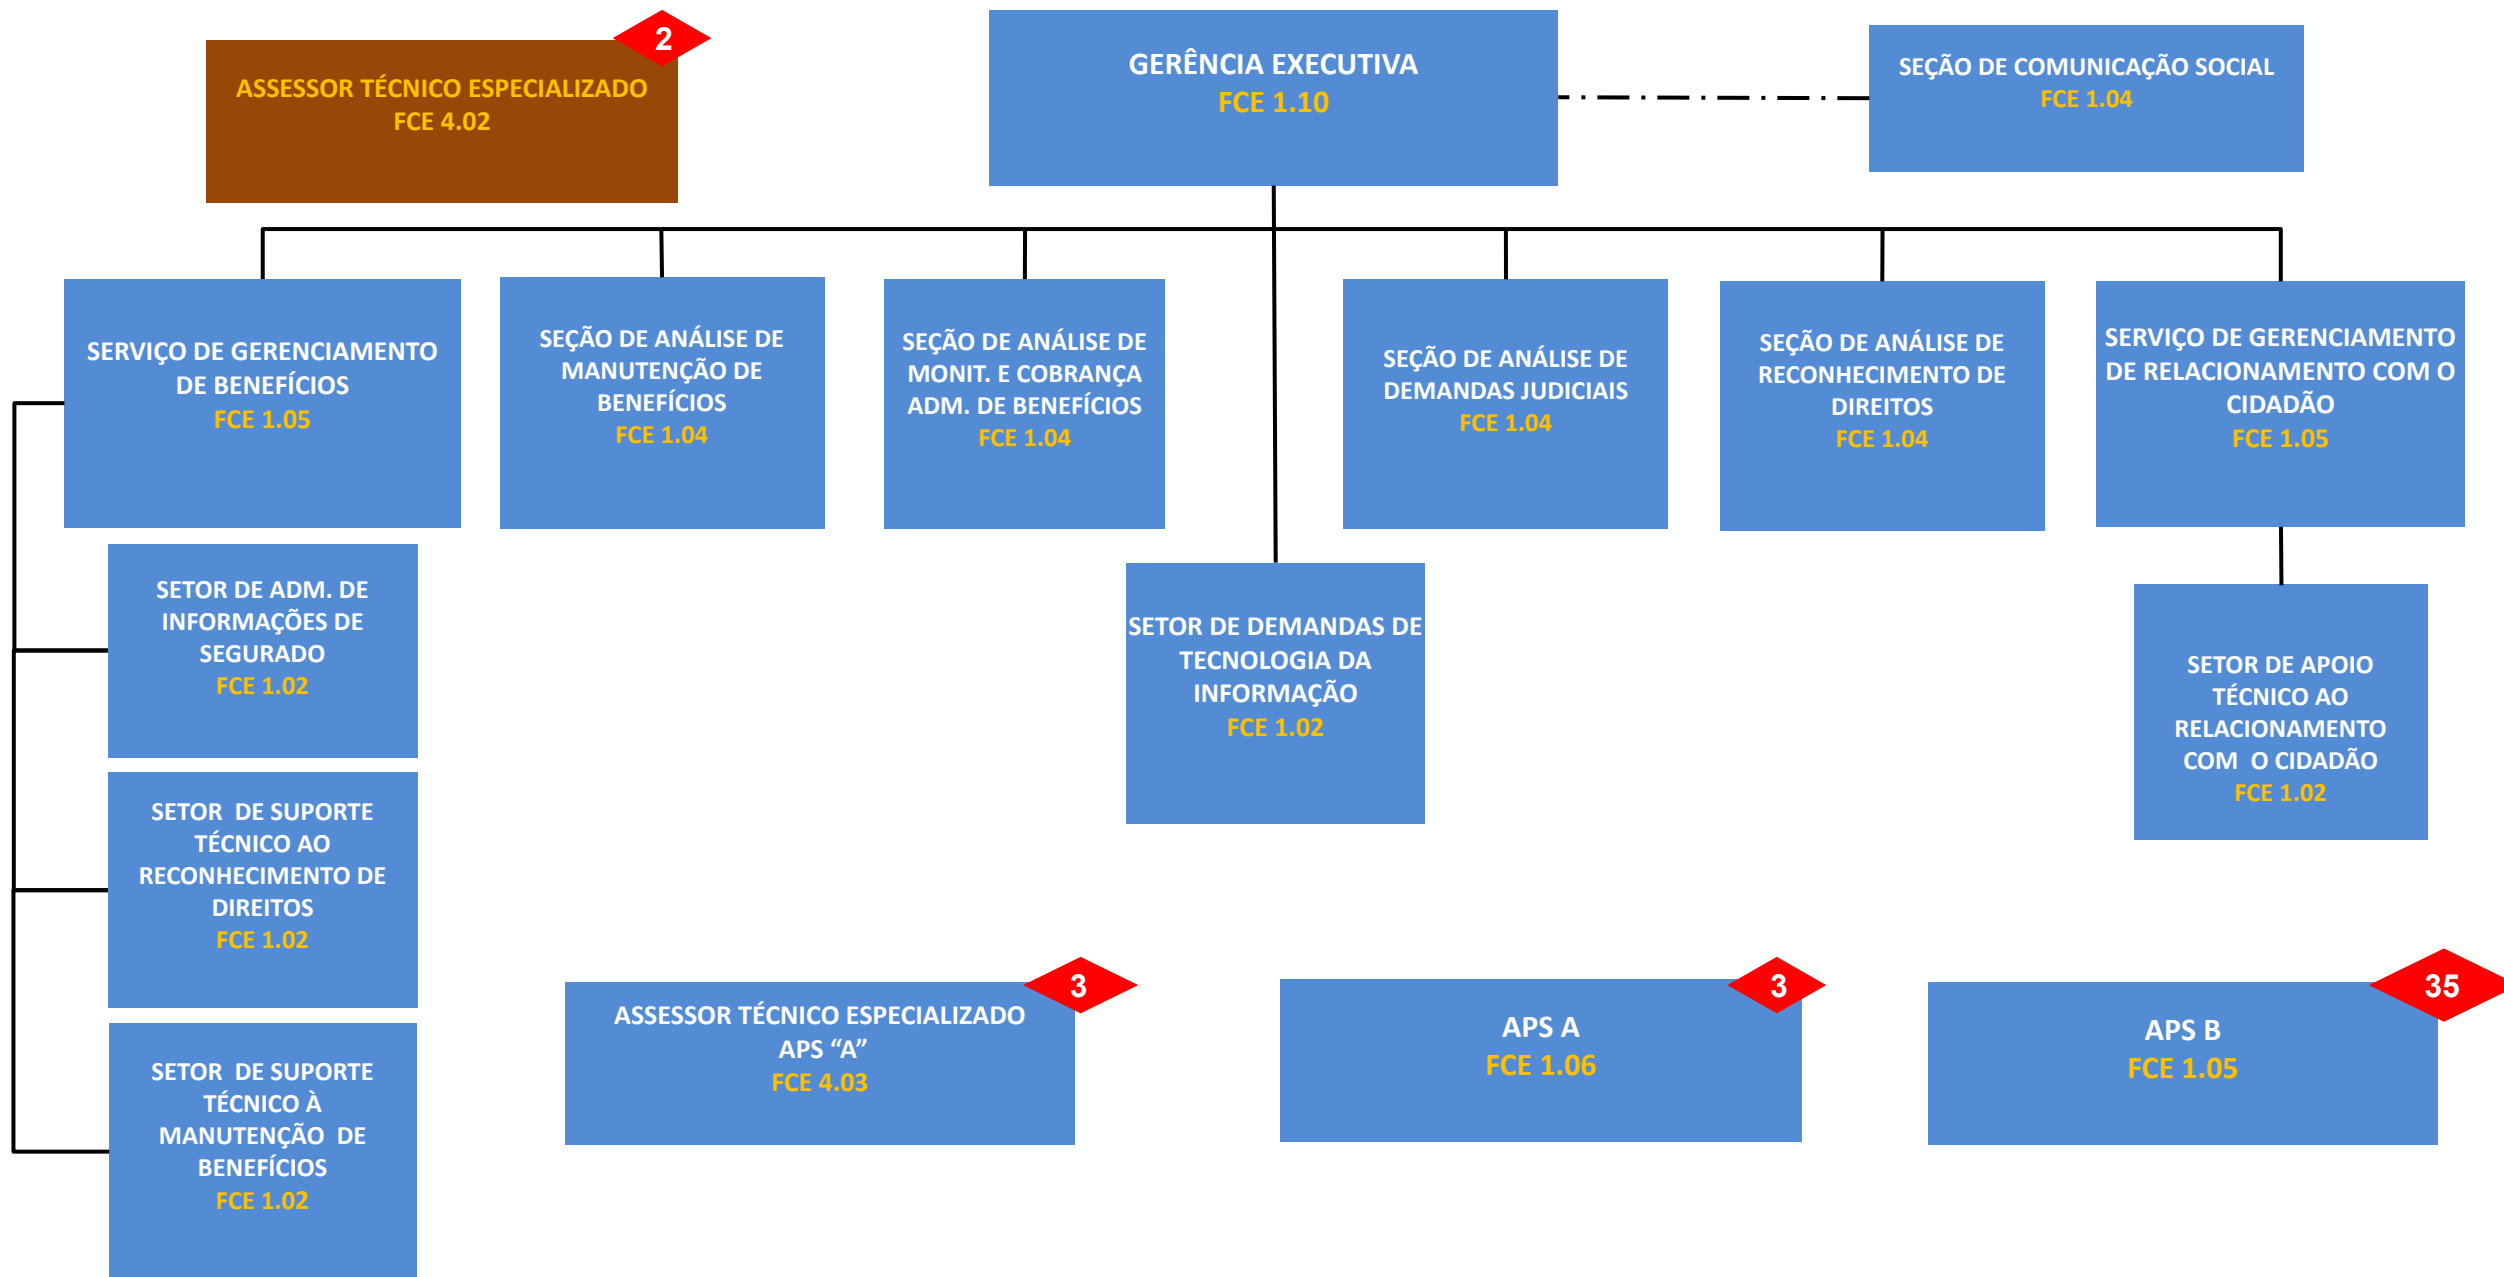 2
ASSESSOR TÉCNICO ESPECIALIZADO
FCE 4.02
GERÊNCIA EXECUTIVA
FCE 1.10
SEÇÃO DE COMUNICAÇÃO SOCIAL
FCE 1.04
SERVIÇO DE GERENCIAMENTO
DE BENEFÍCIOS
FCE 1.05
SEÇÃO DE ANÁLISE DE
MANUTENÇÃO DE
BENEFÍCIOS
FCE 1.04
SEÇÃO DE ANÁLISE DE
MONIT. E COBRANÇA
ADM. DE BENEFÍCIOS
FCE 1.04
SEÇÃO DE ANÁLISE DE
DEMANDAS JUDICIAIS
FCE 1.04
SEÇÃO DE ANÁLISE DE
RECONHECIMENTO DE
DIREITOS
FCE 1.04
SERVIÇO DE GERENCIAMENTO
DE RELACIONAMENTO COM O
CIDADÃO
FCE 1.05
SETOR DE ADM. DE
INFORMAÇÕES DE
SEGURADO
FCE 1.02
SETOR DE DEMANDAS DE
TECNOLOGIA DA
INFORMAÇÃO
FCE 1.02
SETOR DE APOIO
TÉCNICO AO
RELACIONAMENTO
COM O CIDADÃO
FCE 1.02
SETOR DE SUPORTE
TÉCNICO AO
RECONHECIMENTO DE
DIREITOS
FCE 1.02
SETOR DE SUPORTE
TÉCNICO À
MANUTENÇÃO DE
BENEFÍCIOS
FCE 1.02
3
ASSESSOR TÉCNICO ESPECIALIZADO
APS “A”
FCE 4.03
3
APS A
FCE 1.06
35
APS B
FCE 1.05